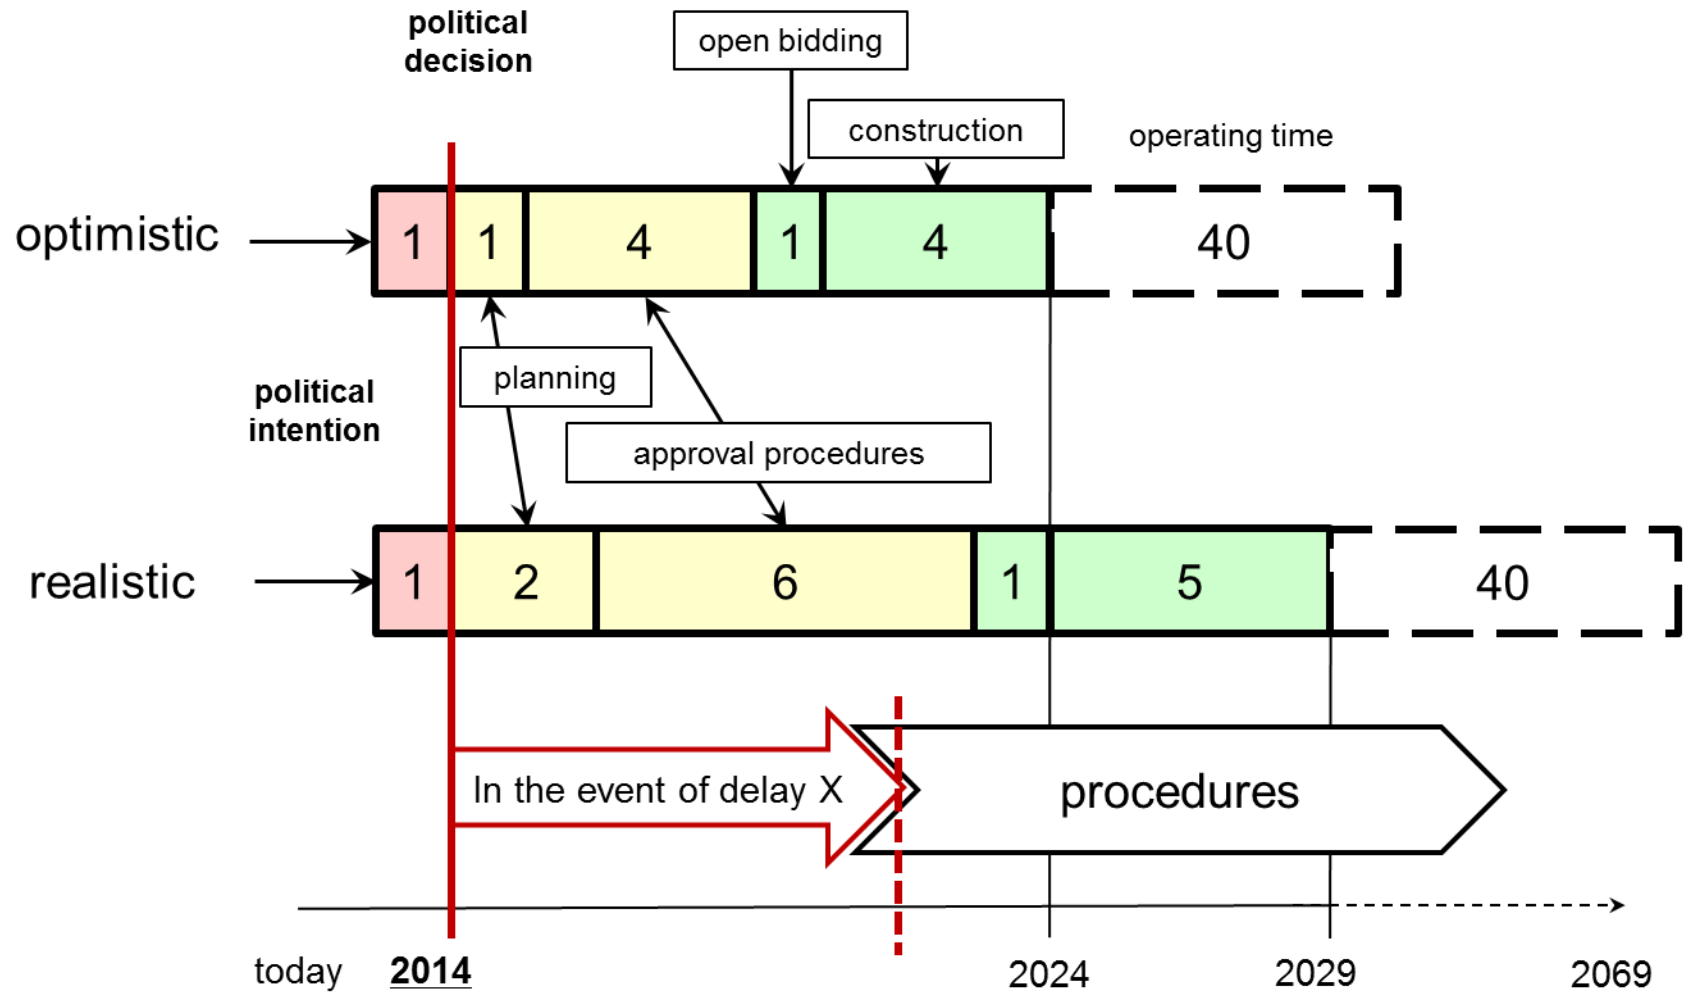 political
decision
open bidding
construction
operating time
optimistic
1
1
4
1
4
40
planning
political
intention
approval procedures
realistic
1
2
6
1
5
40
In the event of delay X
procedures
today
2014
2024
2029
2069